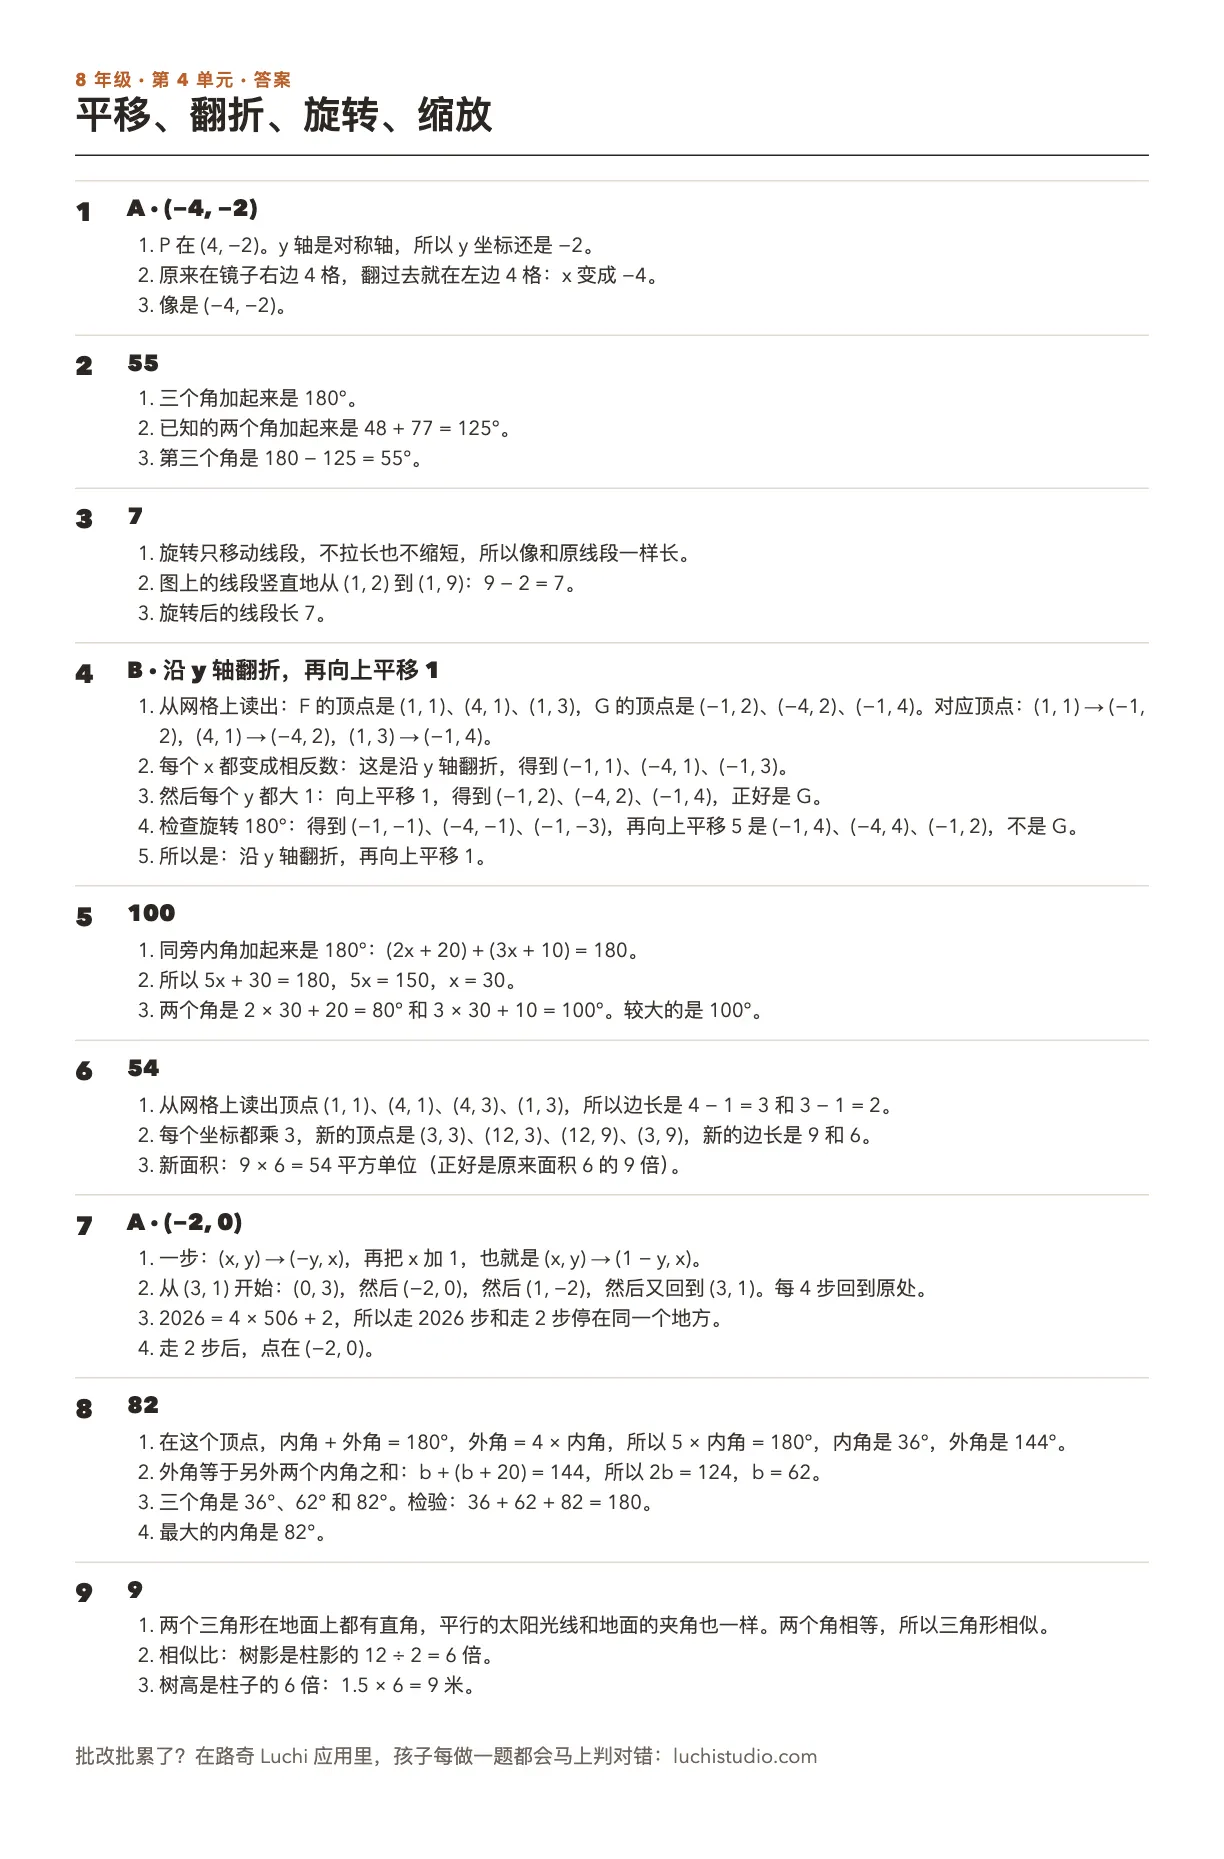 8 年级 · 第 4 单元 · 答案
平移、翻折、旋转、缩放
1 A · (−4, −2)
1. P 在 (4, −2)。y 轴是对称轴，所以 y 坐标还是 −2。
2. 原来在镜子右边 4 格，翻过去就在左边 4 格：x 变成 −4。
3. 像是 (−4, −2)。
2 55
1. 三个角加起来是 180°。
2. 已知的两个角加起来是 48 + 77 = 125°。
3. 第三个角是 180 − 125 = 55°。
3 7
1. 旋转只移动线段，不拉长也不缩短，所以像和原线段一样长。
2. 图上的线段竖直地从 (1, 2) 到 (1, 9)：9 − 2 = 7。
3. 旋转后的线段长 7。
4 B · 沿 y 轴翻折，再向上平移 1
1. 从网格上读出：F 的顶点是 (1, 1)、(4, 1)、(1, 3)，G 的顶点是 (−1, 2)、(−4, 2)、(−1, 4)。对应顶点：(1, 1) → (−1,
2)，(4, 1) → (−4, 2)，(1, 3) → (−1, 4)。
2. 每个 x 都变成相反数：这是沿 y 轴翻折，得到 (−1, 1)、(−4, 1)、(−1, 3)。
3. 然后每个 y 都大 1：向上平移 1，得到 (−1, 2)、(−4, 2)、(−1, 4)，正好是 G。
4. 检查旋转 180°：得到 (−1, −1)、(−4, −1)、(−1, −3)，再向上平移 5 是 (−1, 4)、(−4, 4)、(−1, 2)，不是 G。
5. 所以是：沿 y 轴翻折，再向上平移 1。
5 100
1. 同旁内角加起来是 180°：(2x + 20) + (3x + 10) = 180。
2. 所以 5x + 30 = 180，5x = 150，x = 30。
3. 两个角是 2 × 30 + 20 = 80° 和 3 × 30 + 10 = 100°。较大的是 100°。
6 54
1. 从网格上读出顶点 (1, 1)、(4, 1)、(4, 3)、(1, 3)，所以边长是 4 − 1 = 3 和 3 − 1 = 2。
2. 每个坐标都乘 3，新的顶点是 (3, 3)、(12, 3)、(12, 9)、(3, 9)，新的边长是 9 和 6。
3. 新面积：9 × 6 = 54 平方单位（正好是原来面积 6 的 9 倍）。
7 A · (−2, 0)
1. 一步：(x, y) → (−y, x)，再把 x 加 1，也就是 (x, y) → (1 − y, x)。
2. 从 (3, 1) 开始：(0, 3)，然后 (−2, 0)，然后 (1, −2)，然后又回到 (3, 1)。每 4 步回到原处。
3. 2026 = 4 × 506 + 2，所以走 2026 步和走 2 步停在同一个地方。
4. 走 2 步后，点在 (−2, 0)。
8 82
1. 在这个顶点，内角 + 外角 = 180°，外角 = 4 × 内角，所以 5 × 内角 = 180°，内角是 36°，外角是 144°。
2. 外角等于另外两个内角之和：b + (b + 20) = 144，所以 2b = 124，b = 62。
3. 三个角是 36°、62° 和 82°。检验：36 + 62 + 82 = 180。
4. 最大的内角是 82°。
9 9
1. 两个三角形在地面上都有直角，平行的太阳光线和地面的夹角也一样。两个角相等，所以三角形相似。
2. 相似比：树影是柱影的 12 ÷ 2 = 6 倍。
3. 树高是柱子的 6 倍：1.5 × 6 = 9 米。
批改批累了？在路奇 Luchi 应用里，孩子每做一题都会马上判对错：luchistudio.com